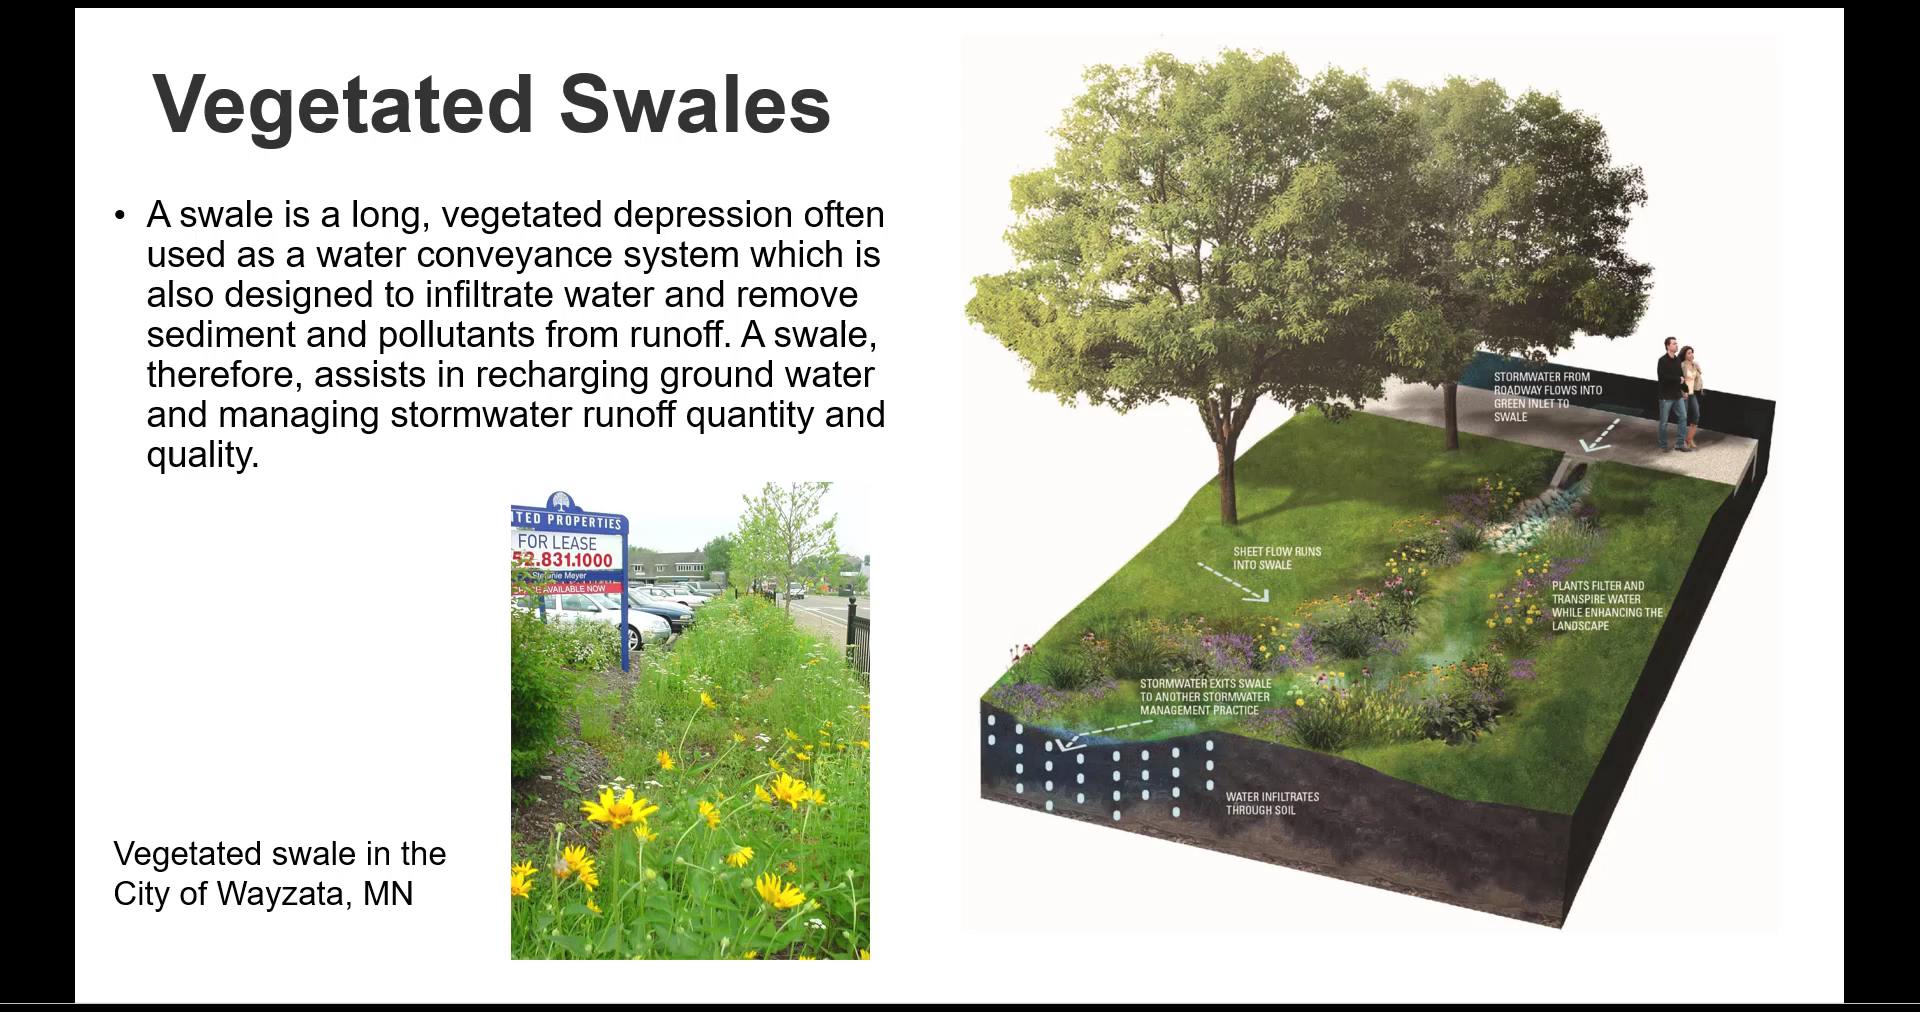 Vegetated Swales
• A swale is a long, vegetated depression often
used as a water conveyance system which is
also designed to infiltrate water and remove
sediment and pollutants from runoff. A swale,
therefore, assists in recharging ground water
and managing stormwater runoff quantity and
quality.
ITED PROPERTIES
FOR LEASE
52.831.1000
Meyer
AVAILABLE NOW
Vegetated swale in the
City of Wayzata, MN
STORMWATER FROM
ROADWAY FLOWS INTO
GREEN INLET TO
SWALE
SHEET FLOW RUNS
INTO SWALE
PLANTS FILTER AND
TRANSPIRE WATER
WHILE ENHANCING THE
LANDSCAPE
STORMWATER EXITS SWALE
TO ANOTHER STORMWATER
MANAGEMENT PRACTICE
WATER INFILTRATES
THROUGH SOIL